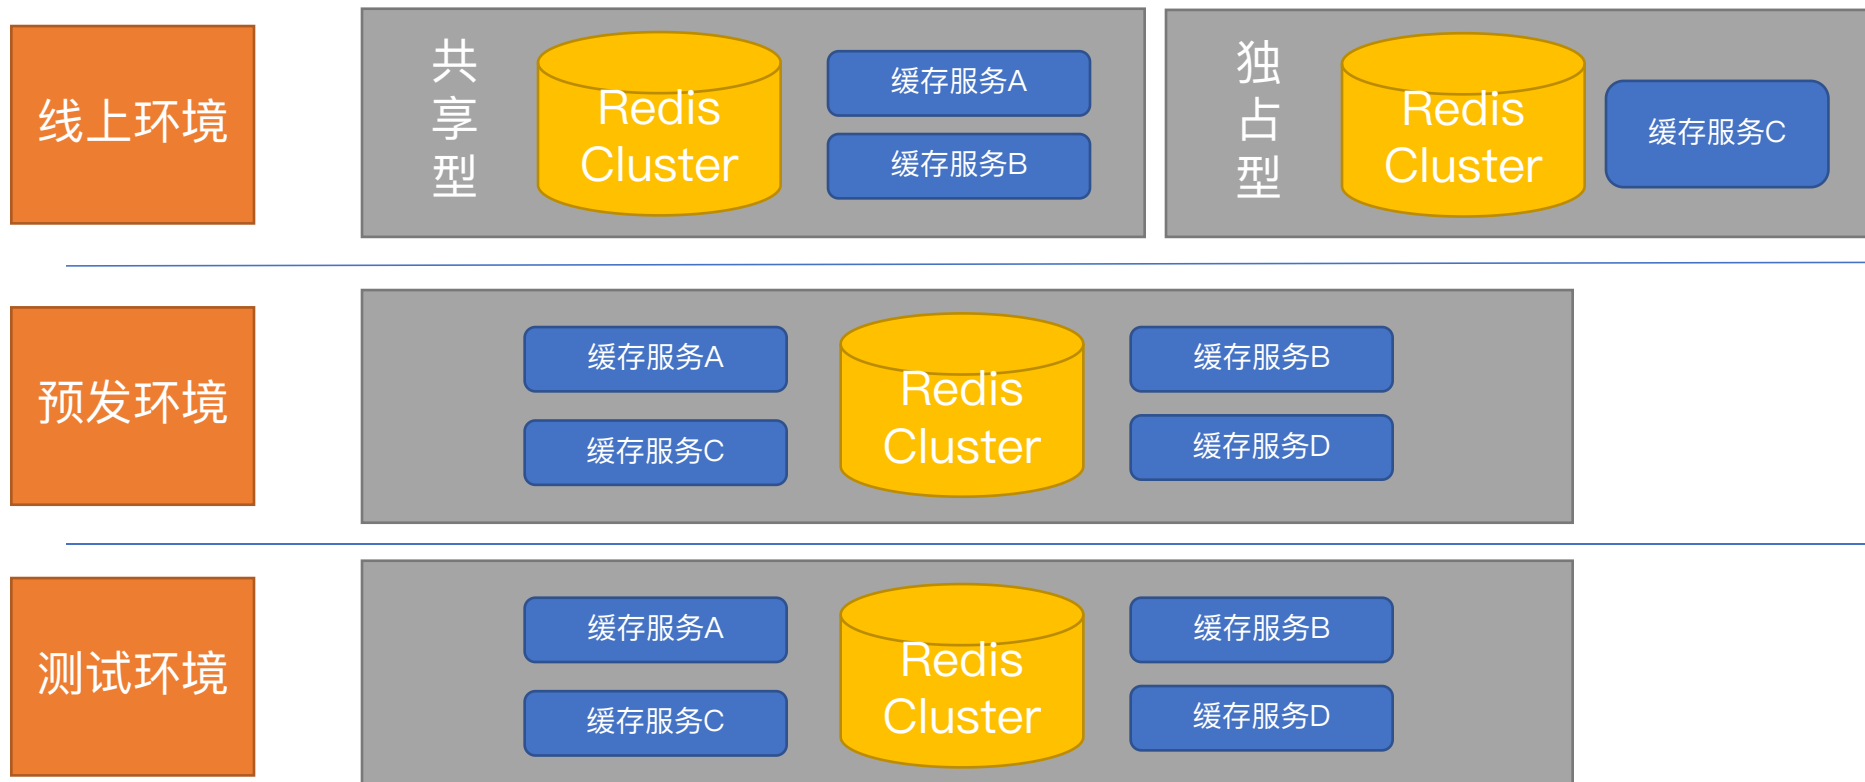 线上环境
共
享
型
Redis
Cluster
缓存服务A
缓存服务B
独
占
型
Redis
Cluster
缓存服务C
预发环境
缓存服务A
缓存服务C
Redis
Cluster
缓存服务B
缓存服务D
测试环境
缓存服务A
缓存服务C
Redis
Cluster
缓存服务B
缓存服务D